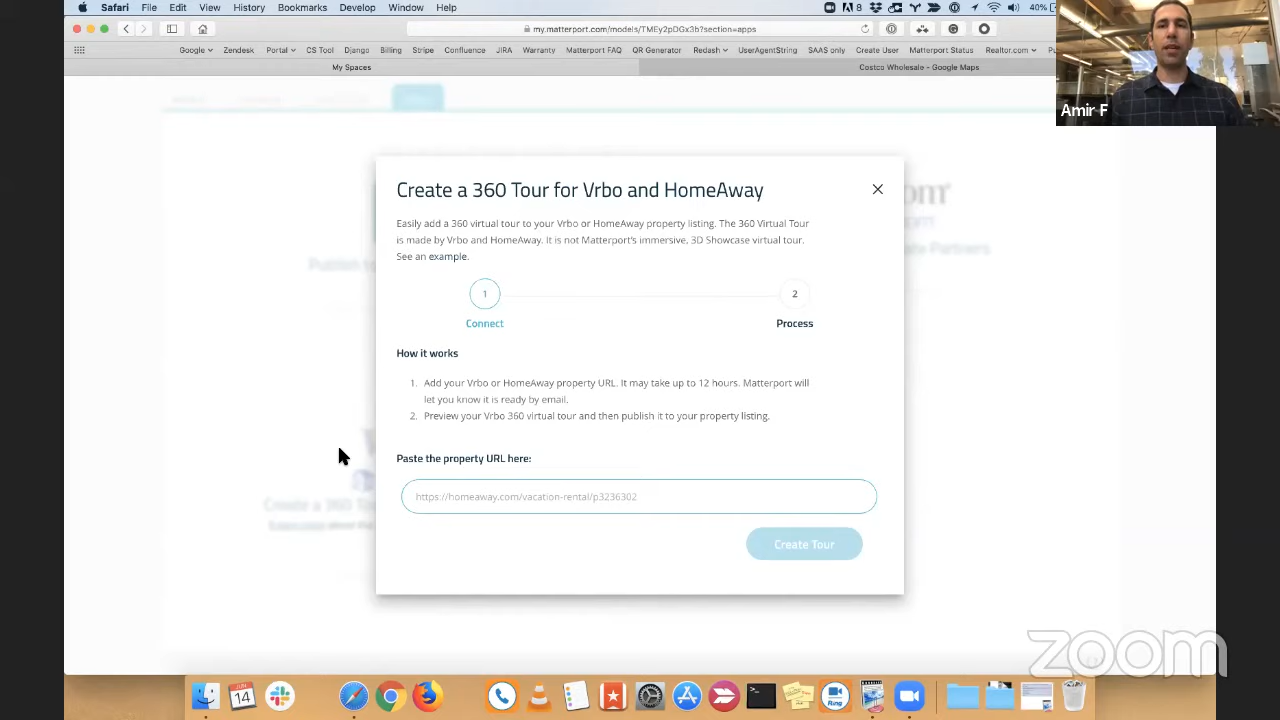 Safari File Edit View History Bookmarks Develop Window Help
8
my.matterport.com/models/TMEy2pDGx3b?section=apps
Google Zendesk Portal CS Tool Django Billing Stripe Confluence JIRA Warranty Matterport FAQ QR Generator Redash UserAgentString SAAS only Create User Matterport Status Realtor.com
My Spaces Costco Wholesale - Google Maps
Amir F
Create a 360 Tour for Vrbo and HomeAway
Easily add a 360 virtual tour to your Vrbo or HomeAway property listing. The 360 Virtual Tour
is made by Vrbo and HomeAway. It is not Matterport's immersive, 3D Showcase virtual tour.
See an example.
1 2
Connect Process
How it works
1. Add your Vrbo or HomeAway property URL. It may take up to 12 hours. Matterport will
let you know it is ready by email.
2. Preview your Vrbo 360 virtual tour and then publish it to your property listing.
Paste the property URL here:
https://homeaway.com/vacation-rental/p3236302
Create Tour
Publish
Partners
Create a 360
zoom
14
Ring